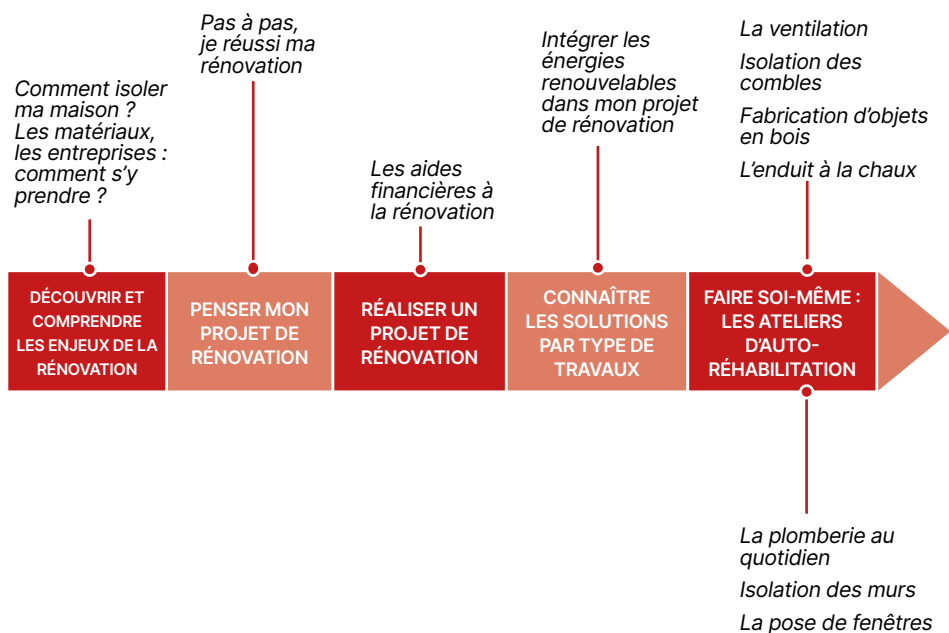 Comment isoler
ma maison ?
Les matériaux,
les entreprises :
comment s'y
prendre ?
Pas à pas,
je réussi ma
rénovation
Les aides
financières à
la rénovation
Intégrer les
énergies
renouvelables
dans mon projet
de rénovation
La ventilation
Isolation des
combles
Fabrication d'objets
en bois
L'enduit à la chaux
DÉCOUVRIR ET
COMPRENDRE
LES ENJEUX DE LA
RÉNOVATION
PENSER MON
PROJET DE
RÉNOVATION
RÉALISER UN
PROJET DE
RÉNOVATION
CONNAÎTRE
LES SOLUTIONS
PAR TYPE DE
TRAVAUX
FAIRE SOI-MÊME :
LES ATELIERS
D'AUTO-
RÉHABILITATION
La plomberie au
quotidien
Isolation des murs
La pose de fenêtres